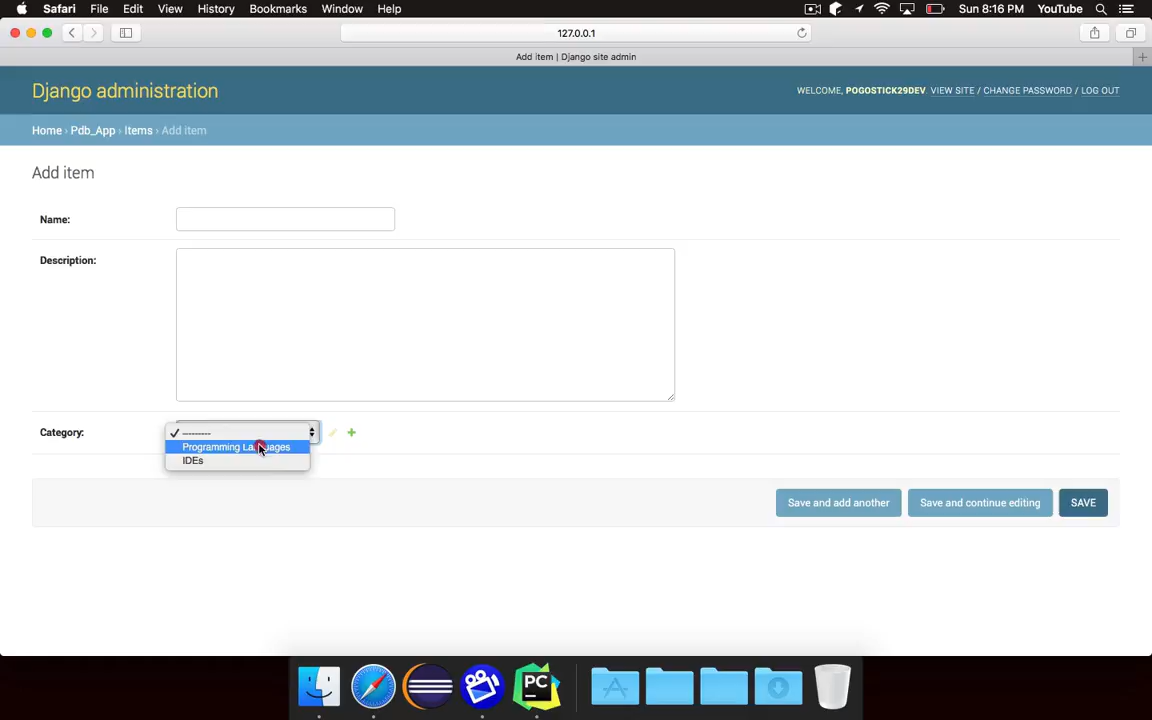 Safari File Edit View History Bookmarks Window Help Sun 8:16 PM YouTube
127.0.0.1
Add item | Django site admin
Django administration
WELCOME, POGOSTICK29DEV. VIEW SITE / CHANGE PASSWORD / LOG OUT
Home › Pdb_App › Items › Add item
Add item
Name:
Description:
Category:
---------
Programming Languages
IDEs
Save and add another Save and continue editing SAVE
PC